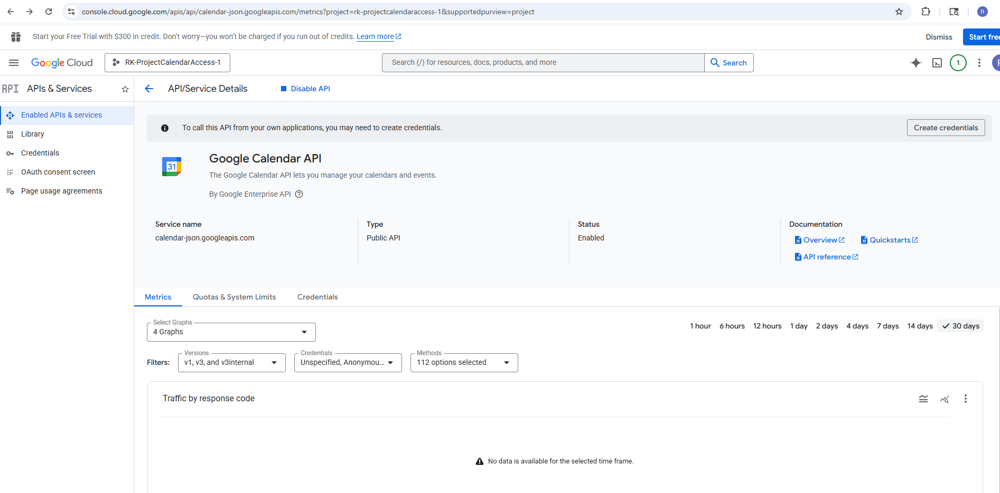 console.cloud.google.com/apis/api/calendar-json.googleapis.com/metrics?project=rk-projectcalendaraccess-1&supportedpurview=project
R
Start your Free Trial with $300 in credit. Don't worry—you won't be charged if you run out of credits. Learn more
Dismiss
Start free
Google Cloud
RK-ProjectCalendarAccess-1
Search (/) for resources, docs, products, and more
Search
1
API
APIs & Services
API/Service Details
Disable API
Enabled APIs & services
Library
Credentials
OAuth consent screen
Page usage agreements
To call this API from your own applications, you may need to create credentials.
Create credentials
31
Google Calendar API
The Google Calendar API lets you manage your calendars and events.
By Google Enterprise API
Service name
calendar-json.googleapis.com
Type
Public API
Status
Enabled
Documentation
Overview
Quickstarts
API reference
Metrics
Quotas & System Limits
Credentials
Select Graphs
4 Graphs
1 hour
6 hours
12 hours
1 day
2 days
4 days
7 days
14 days
30 days
Filters:
Versions
v1, v3, and v3internal
Credentials
Unspecified, Anonymou...
Methods
112 options selected
Traffic by response code
No data is available for the selected time frame.